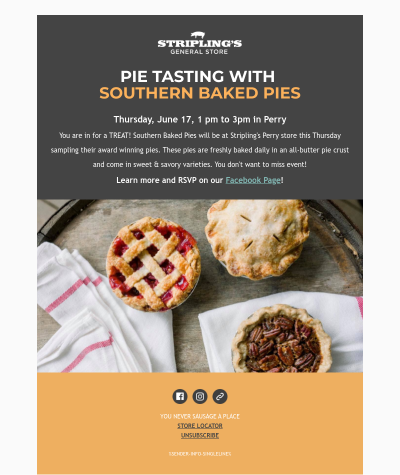 STRIPLING'S
GENERAL STORE
PIE TASTING WITH
SOUTHERN BAKED PIES
Thursday, June 17, 1 pm to 3pm in Perry
You are in for a TREAT! Southern Baked Pies will be at Stripling's Perry store this Thursday
sampling their award winning pies. These pies are freshly baked daily in an all-butter pie crust
and come in sweet & savory varieties. You don't want to miss event!
Learn more and RSVP on our Facebook Page!
YOU NEVER SAUSAGE A PLACE
STORE LOCATOR
UNSUBSCRIBE
%SENDER-INFO-SINGLELINE%